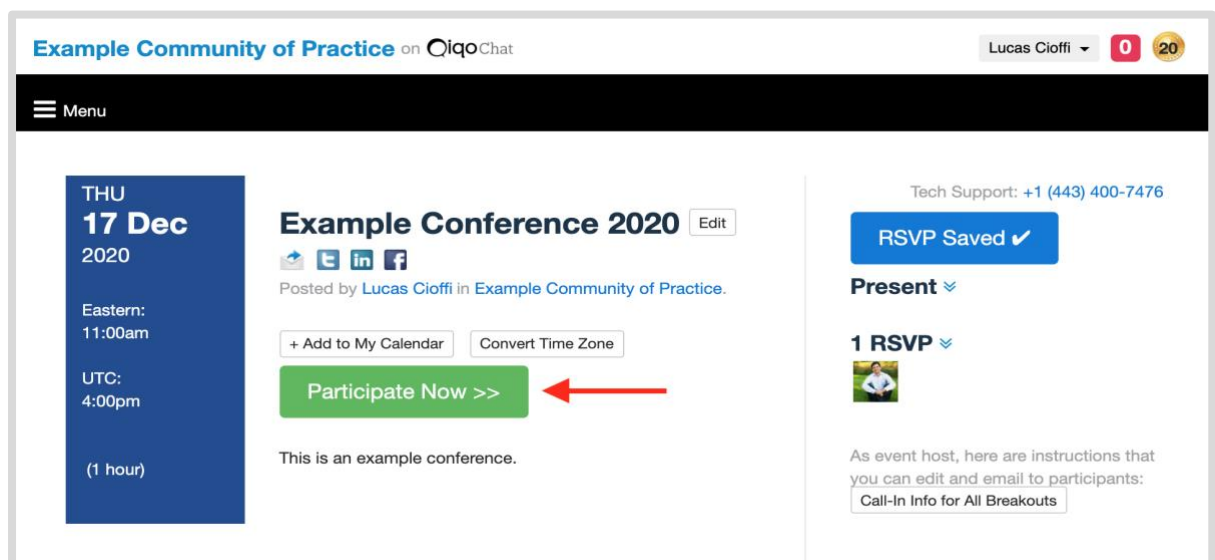 Example Community of Practice on QiqoChat
Lucas Cioffi
0
20
Menu
THU
17 Dec
2020
Eastern:
11:00am
UTC:
4:00pm
(1 hour)
Example Conference 2020
Edit
Posted by Lucas Cioffi in Example Community of Practice.
+ Add to My Calendar
Convert Time Zone
Participate Now >>
This is an example conference.
Tech Support: +1 (443) 400-7476
RSVP Saved ✔
Present
1 RSVP
As event host, here are instructions that
you can edit and email to participants:
Call-In Info for All Breakouts